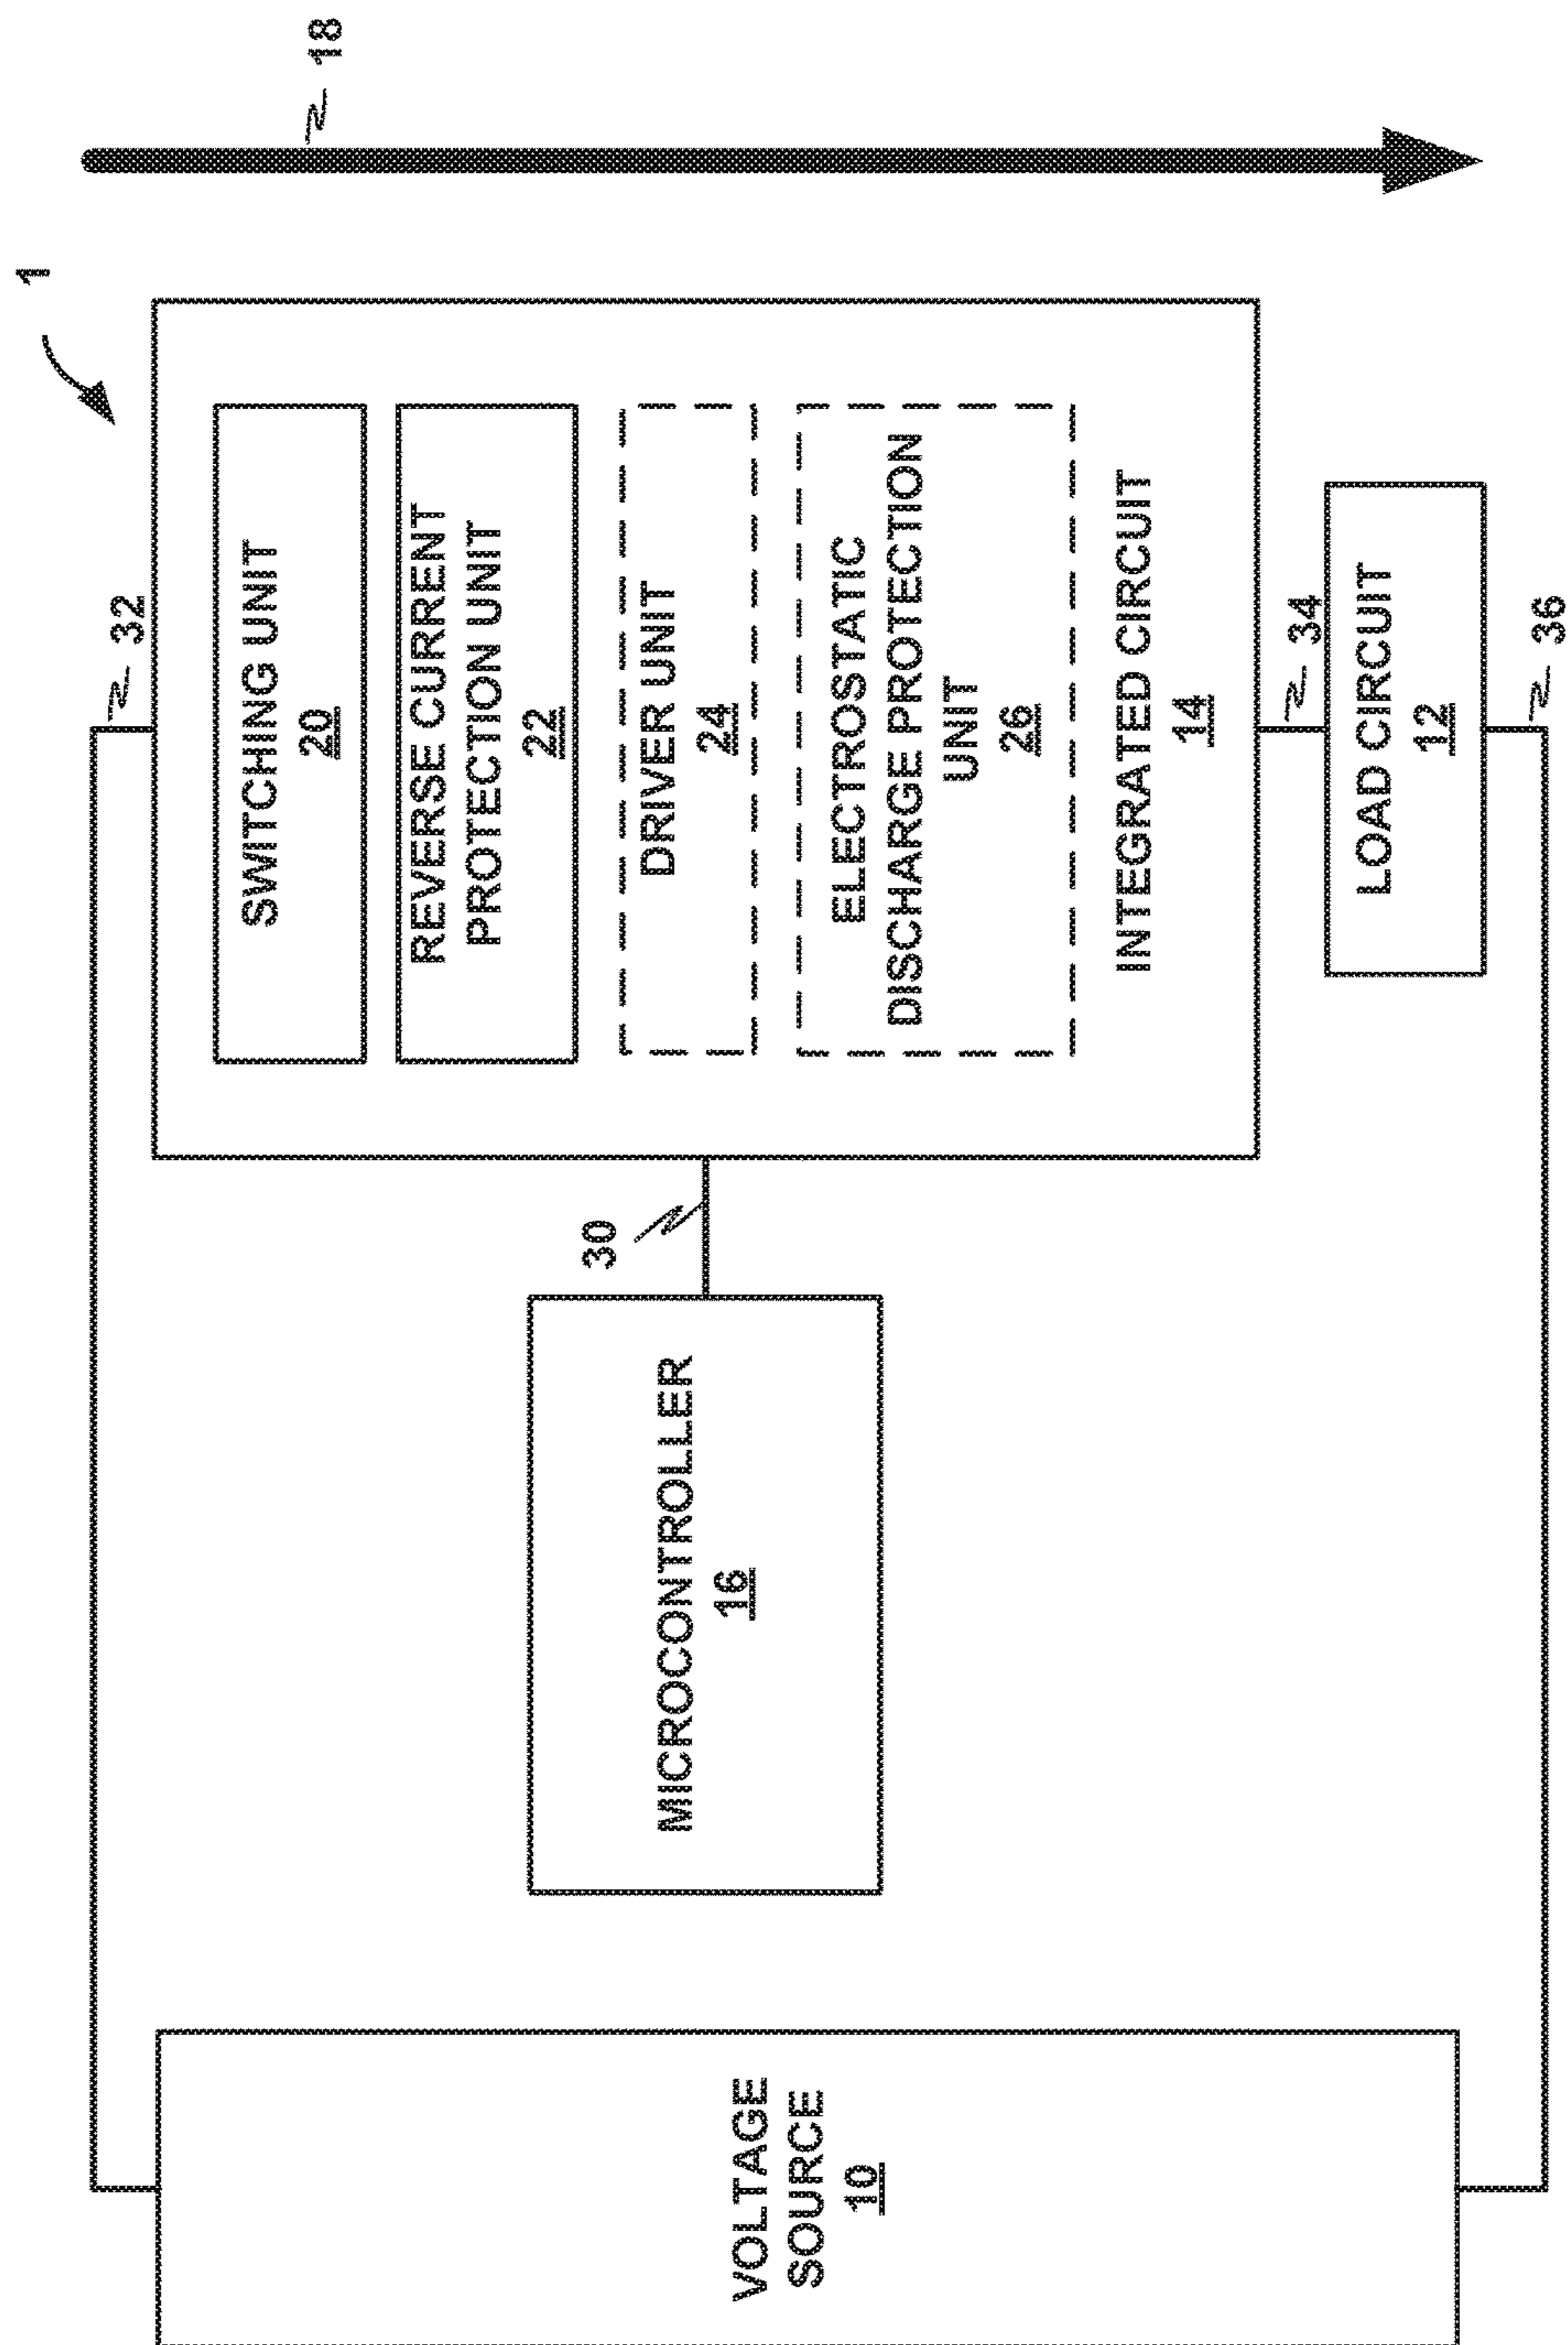 1
18
32
SWITCHING UNIT
20
REVERSE CURRENT
PROTECTION UNIT
22
DRIVER UNIT
24
ELECTROSTATIC
DISCHARGE PROTECTION
UNIT
26
INTEGRATED CIRCUIT
14
30
MICROCONTROLLER
16
VOLTAGE
SOURCE
10
34
LOAD CIRCUIT
12
36